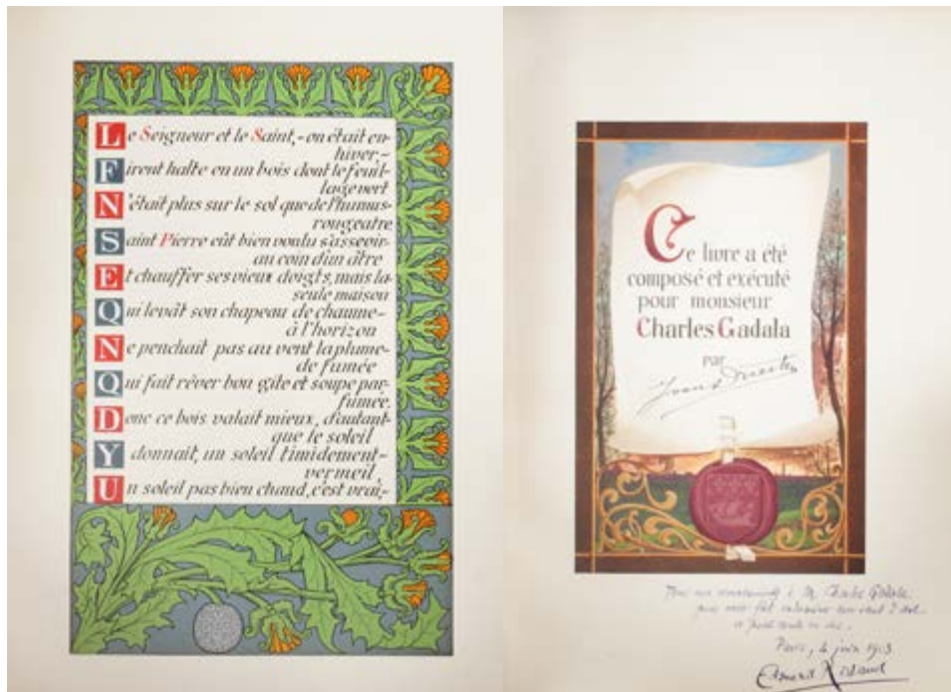 Le Seigneur et le Saint,-on était en-
hiver,-
Firent halte en un bois dont le feuil-
lage vert
N'était plus sur le sol que de l'humus-
rougeatre
Saint Pierre eût bien voulu s'asseoir-
au coin d'un âtre
Et chauffer ses vieux doigts, mais la-
seule maison
Qui levât son chapeau de chaume-
à l'horizon
Ne penchait pas au vent la plume-
de fumée
Qui fait rêver bon gîte et soupe par-
fumée.
Donc ce bois valait mieux, d'autant-
que le soleil
Y donnait, un soleil timidement-
vermeil
Un soleil pas bien chaud, c'est vrai,-
Ce livre a été
composé et exécuté
pour monsieur
Charles Gadala
par
à M. Charles Gadala
Paris, 4 juin 1903
Edmond Rostand